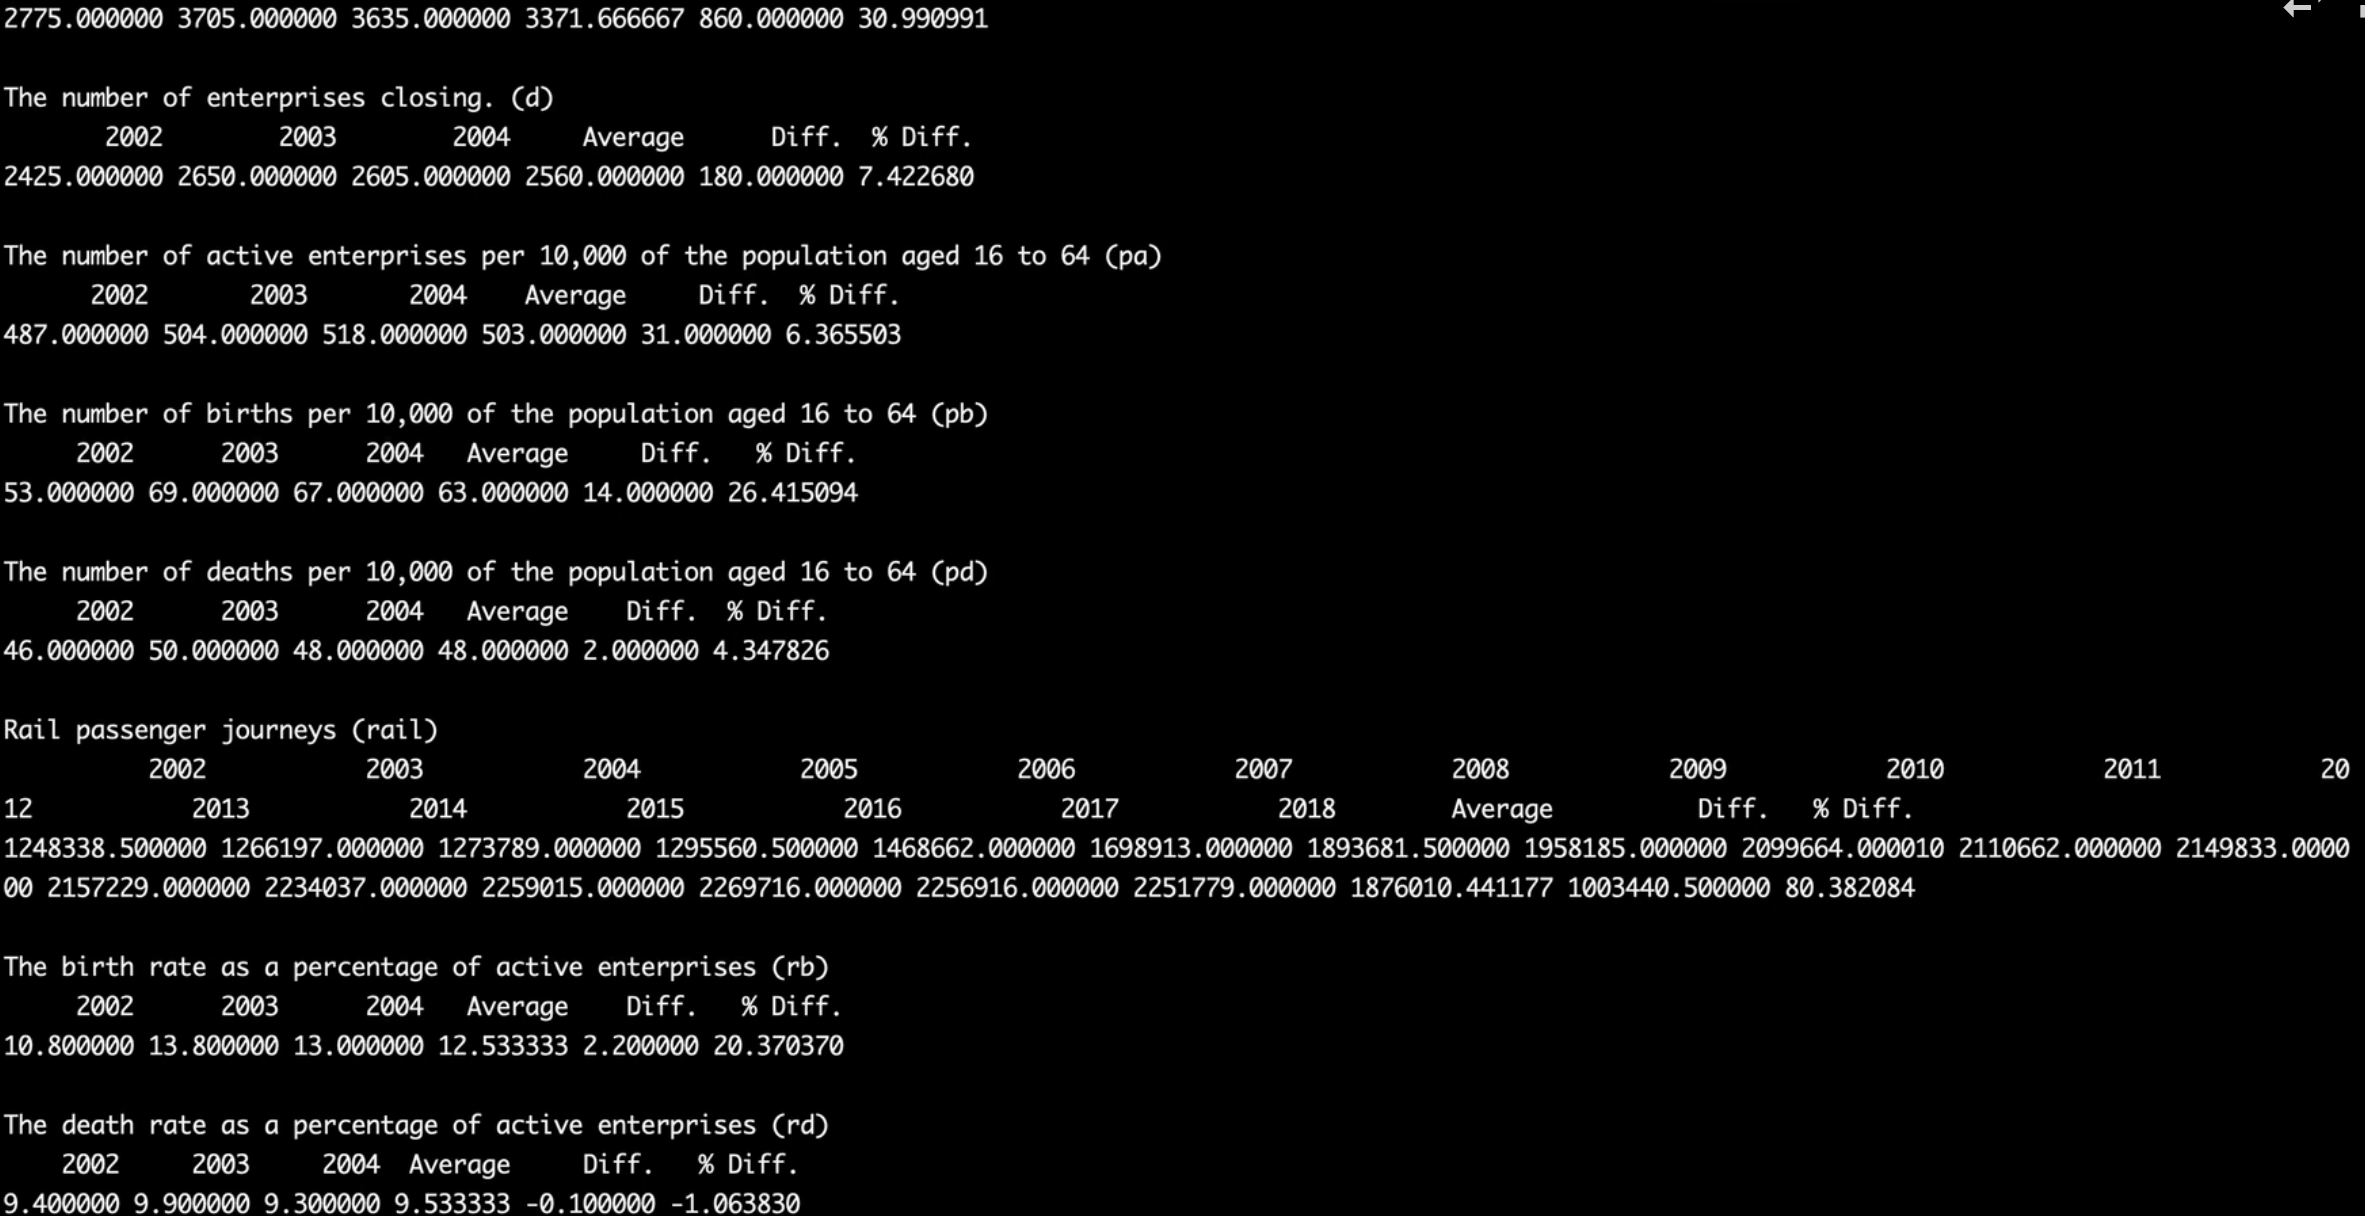 2775.000000 3705.000000 3635.000000 3371.666667 860.000000 30.990991
The number of enterprises closing. (d)
2002 2003 2004 Average Diff. % Diff.
2425.000000 2650.000000 2605.000000 2560.000000 180.000000 7.422680
The number of active enterprises per 10,000 of the population aged 16 to 64 (pa)
2002 2003 2004 Average Diff. % Diff.
487.000000 504.000000 518.000000 503.000000 31.000000 6.365503
The number of births per 10,000 of the population aged 16 to 64 (pb)
2002 2003 2004 Average Diff. % Diff.
53.000000 69.000000 67.000000 63.000000 14.000000 26.415094
The number of deaths per 10,000 of the population aged 16 to 64 (pd)
2002 2003 2004 Average Diff. % Diff.
46.000000 50.000000 48.000000 48.000000 2.000000 4.347826
Rail passenger journeys (rail)
2002 2003 2004 2005 2006 2007 2008 2009 2010 2011 20
12 2013 2014 2015 2016 2017 2018 Average Diff. % Diff.
1248338.500000 1266197.000000 1273789.000000 1295560.500000 1468662.000000 1698913.000000 1893681.500000 1958185.000000 2099664.000010 2110662.000000 2149833.0000
00 2157229.000000 2234037.000000 2259015.000000 2269716.000000 2256916.000000 2251779.000000 1876010.441177 1003440.500000 80.382084
The birth rate as a percentage of active enterprises (rb)
2002 2003 2004 Average Diff. % Diff.
10.800000 13.800000 13.000000 12.533333 2.200000 20.370370
The death rate as a percentage of active enterprises (rd)
2002 2003 2004 Average Diff. % Diff.
9.400000 9.900000 9.300000 9.533333 -0.100000 -1.063830